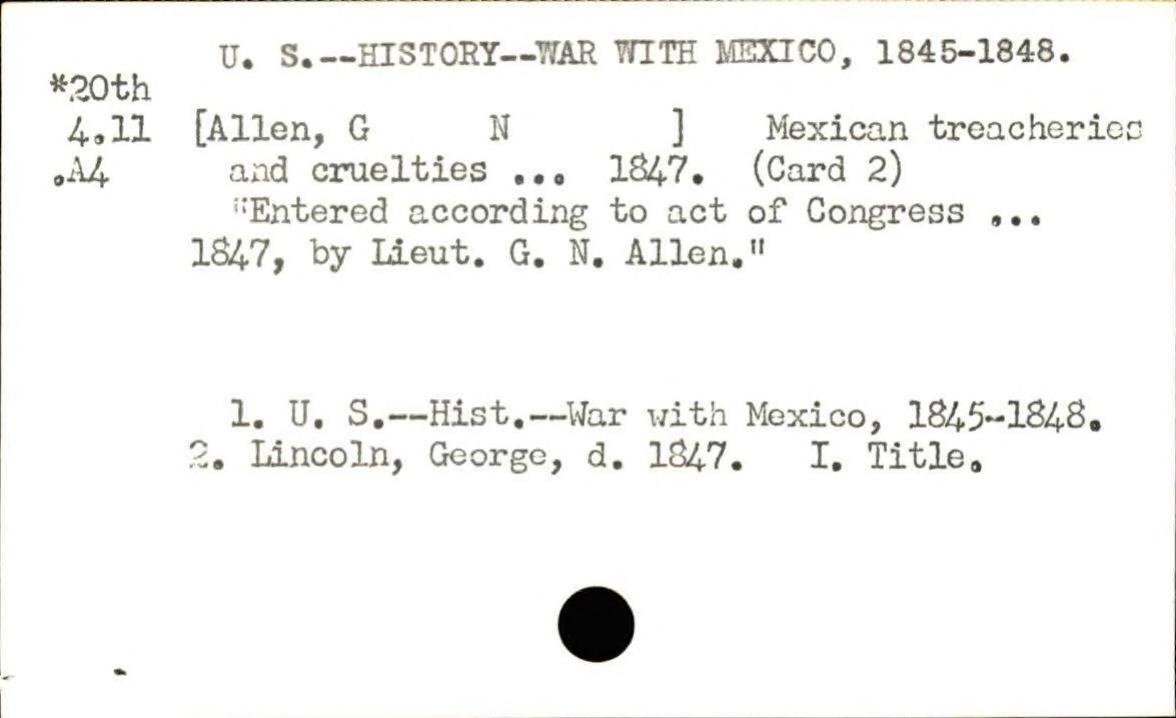 U. S.--HISTORY--WAR WITH MEXICO, 1845-1848.
*20th
4.11 [Allen, G N ] Mexican treacheries
.A4 and cruelties ... 1847. (Card 2)
"Entered according to act of Congress ...
1847, by Lieut. G. N. Allen."
1. U. S.--Hist.--War with Mexico, 1845-1848.
2. Lincoln, George, d. 1847. I. Title.